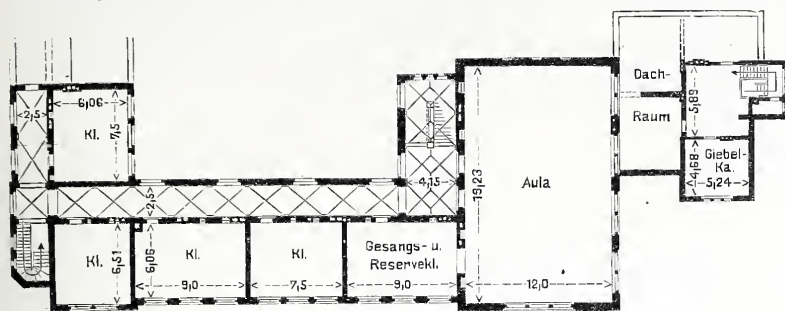 6,06
2,5
Kl.
7,5
4,15
19,23
Aula
Dach-
Raum
5,89
4,68
Giebel-
Ka.
5,24
2,5
Kl.
6,51
6,06
Kl.
9,0
Kl.
7,5
Gesangs- u.
Reservekl.
9,0
12,0